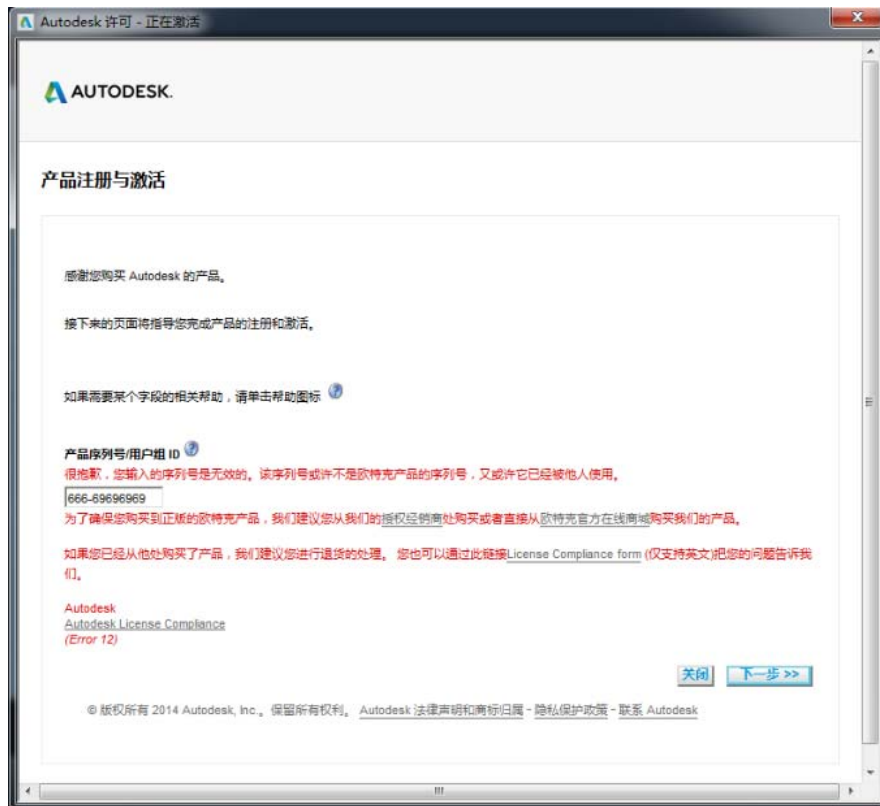 Autodesk 许可 - 正在激活
AUTODESK.
产品注册与激活
感谢您购买 Autodesk 的产品。
接下来的页面将指导您完成产品的注册和激活。
如果需要某个字段的相关帮助，请单击帮助图标
产品序列号/用户组 ID
很抱歉，您输入的序列号是无效的。该序列号或许不是欧特克产品的序列号，又或许它已经被他人使用。
666-69696969
为了确保您购买到正版的欧特克产品，我们建议您从我们的授权经销商处购买或者直接从欧特克官方在线商城购买我们的产品。
如果您已经从他处购买了产品，我们建议您进行退货的处理。 您也可以通过此链接License Compliance form (仅支持英文)把您的问题告诉我
们。
Autodesk
Autodesk License Compliance
(Error 12)
关闭 下一步 >>
© 版权所有 2014 Autodesk, Inc.。保留所有权利。 Autodesk 法律声明和商标归属 - 隐私保护政策 - 联系 Autodesk